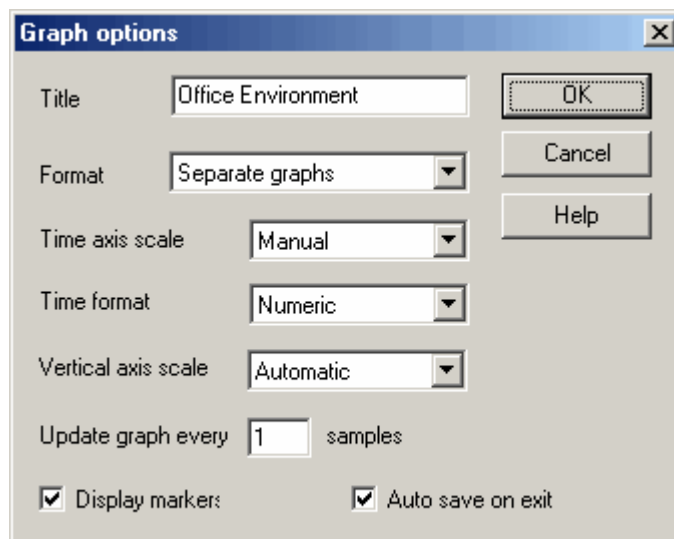 Graph options
Title
Office Environment
OK
Cancel
Format
Separate graphs
Help
Time axis scale
Manual
Time format
Numeric
Vertical axis scale
Automatic
Update graph every 1 samples
Display markers
Auto save on exit